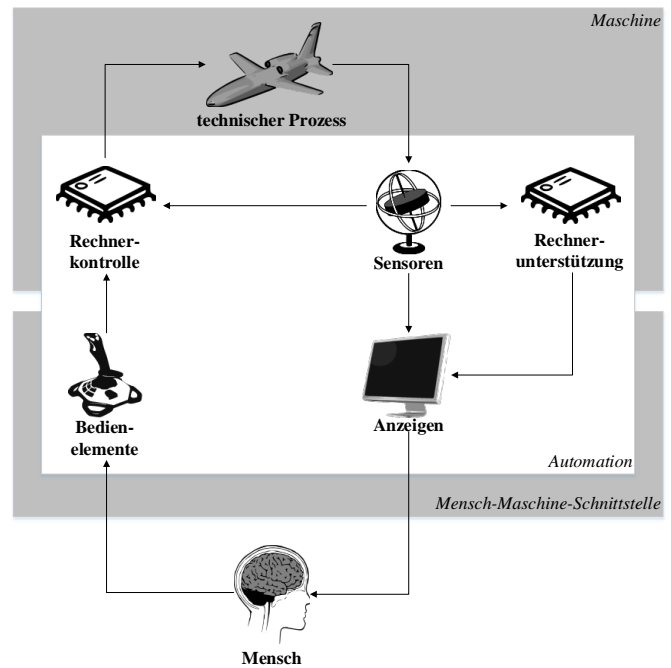 Maschine
technischer Prozess
Rechner-
kontrolle
Sensoren
Rechner-
unterstützung
Bedien-
elemente
Anzeigen
Automation
Mensch-Maschine-Schnittstelle
Mensch